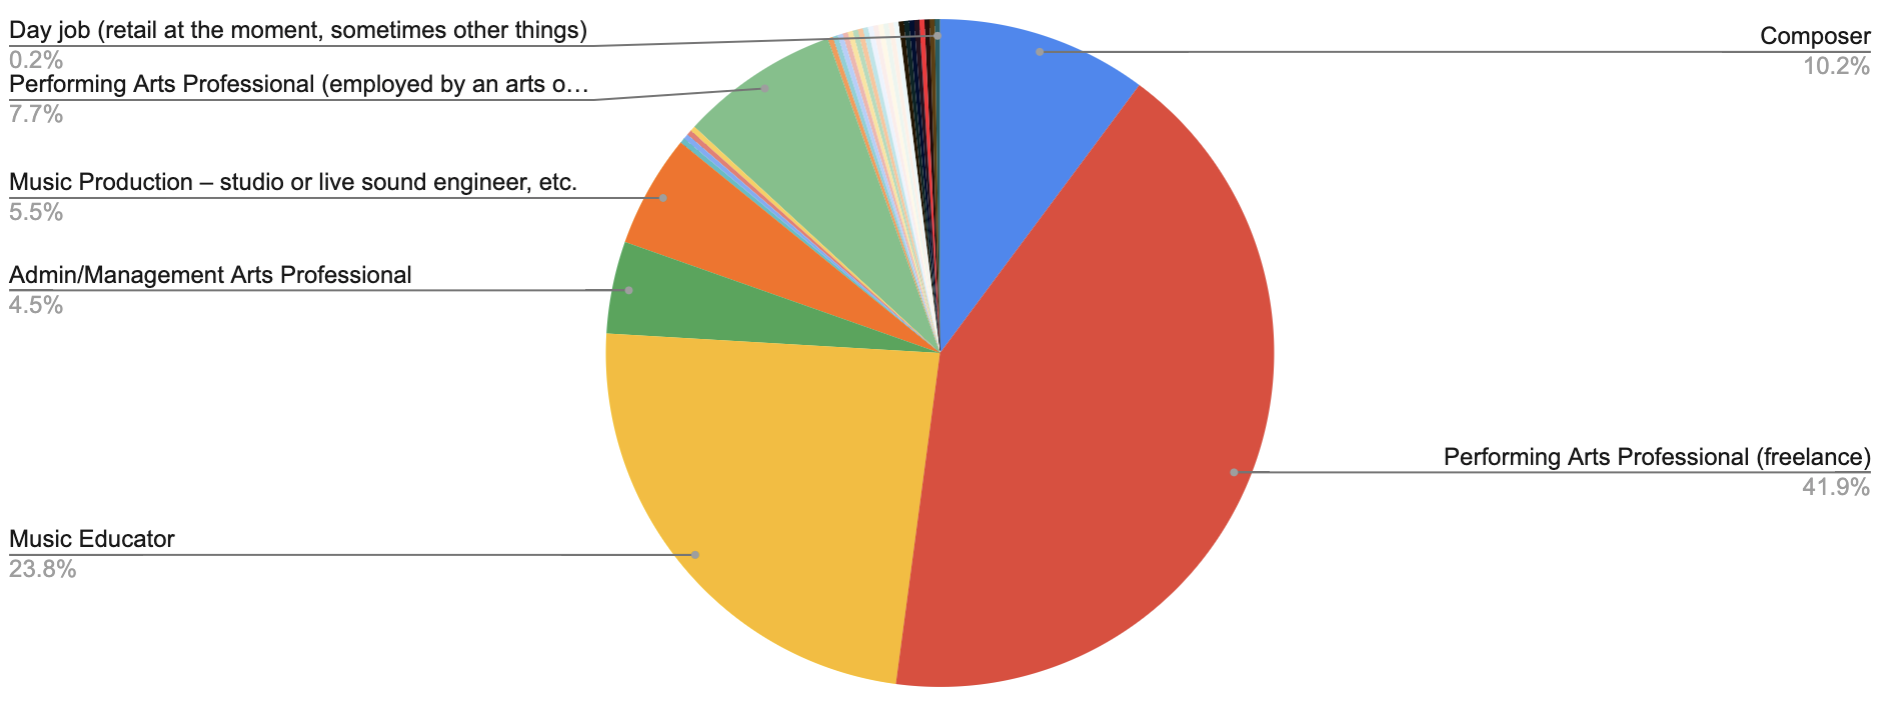 Day job (retail at the moment, sometimes other things)
0.2%
Performing Arts Professional (employed by an arts o…
7.7%
Music Production – studio or live sound engineer, etc.
5.5%
Admin/Management Arts Professional
4.5%
Music Educator
23.8%
Composer
10.2%
Performing Arts Professional (freelance)
41.9%